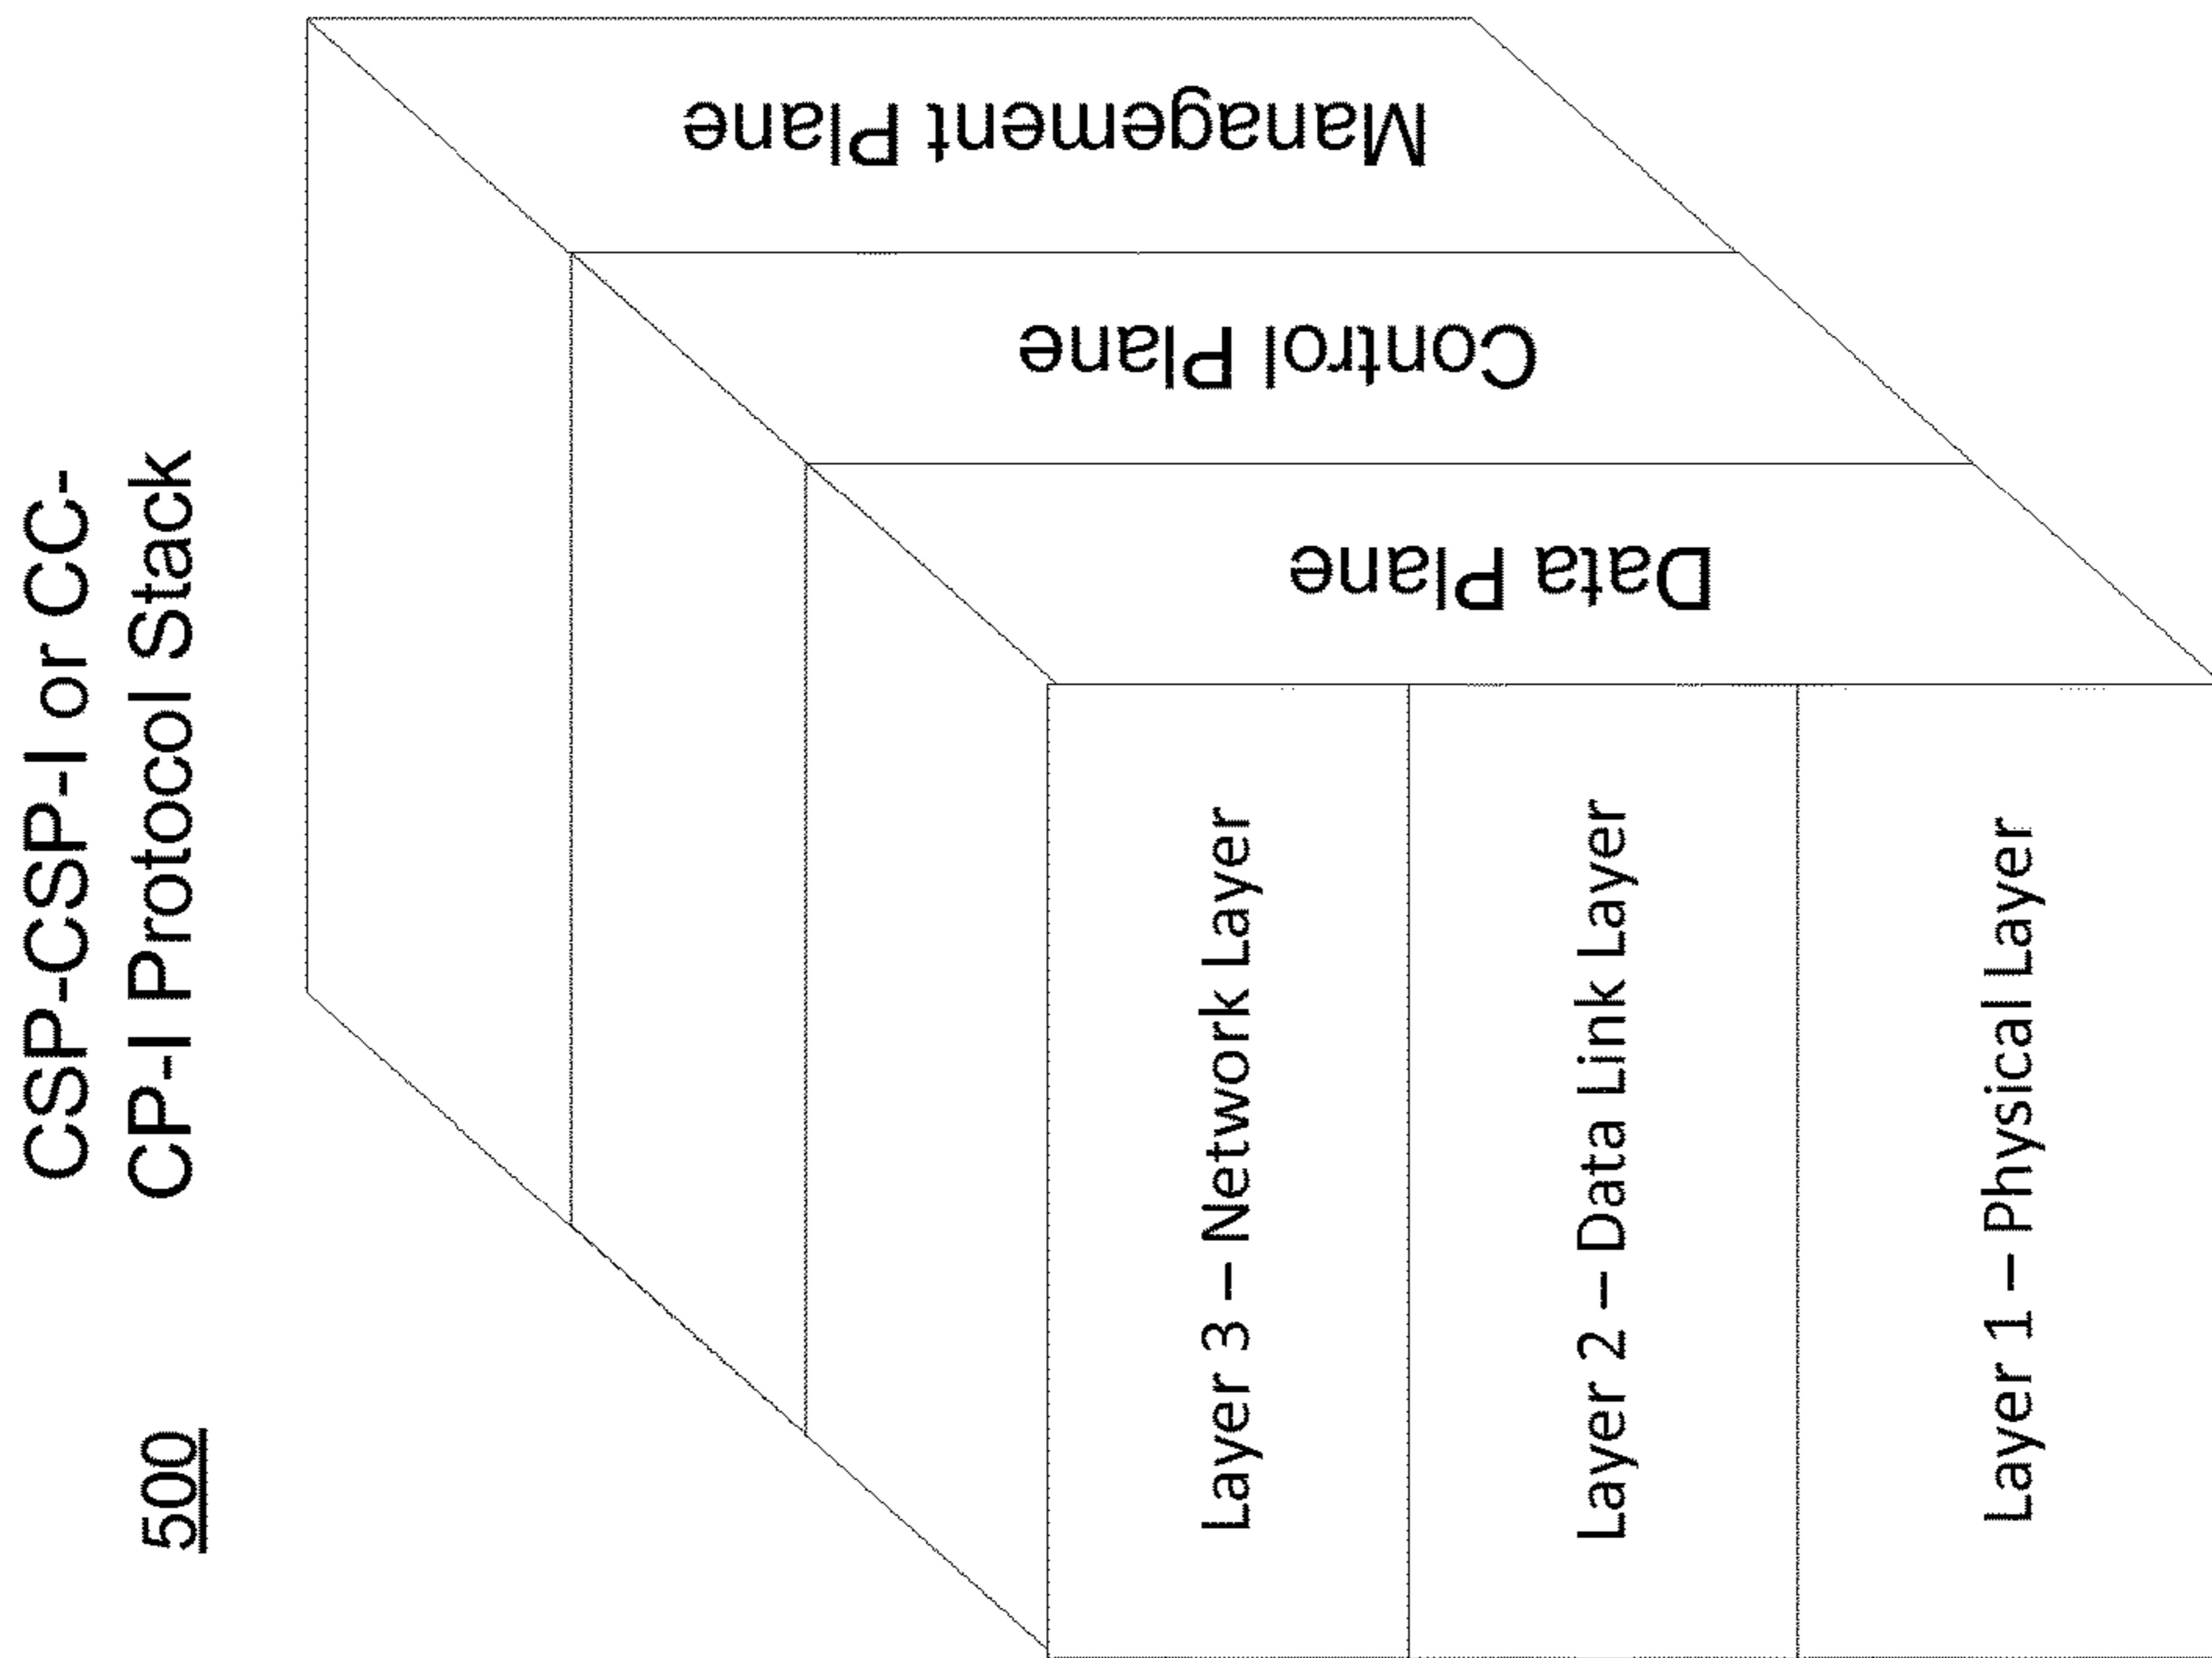 CSP-CSP-I or CC-
CP-I Protocol Stack
500
Management Plane
Control Plane
Data Plane
Layer 3 – Network Layer
Layer 2 – Data Link Layer
Layer 1 – Physical Layer